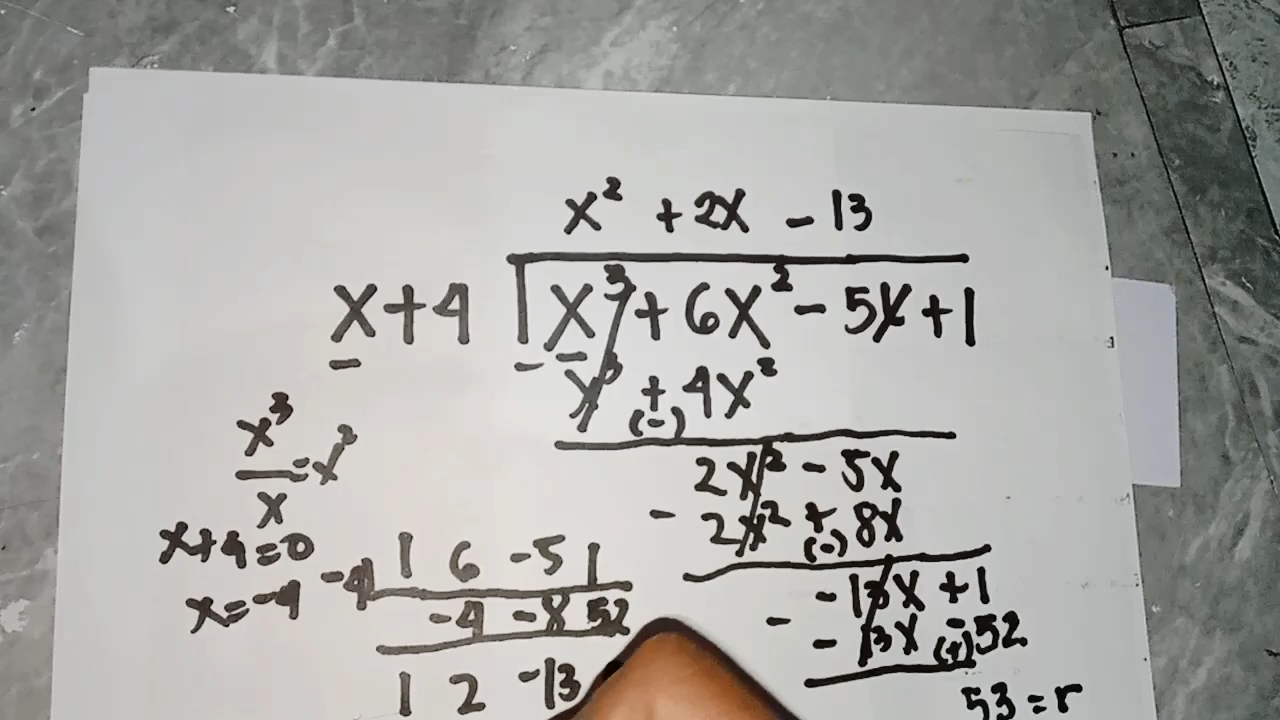 x² + 2x - 13
x + 4 x³ + 6x² - 5x + 1
- x³ + 4x²
(-)
x³/x = x²
2x² - 5x
- 2x² + 8x
(-)
x + 4 = 0
x = -4
-4 1 6 -5 1
-4 -8 52
1 2 -13
-13x + 1
- -13x - 52
(+)
53 = r